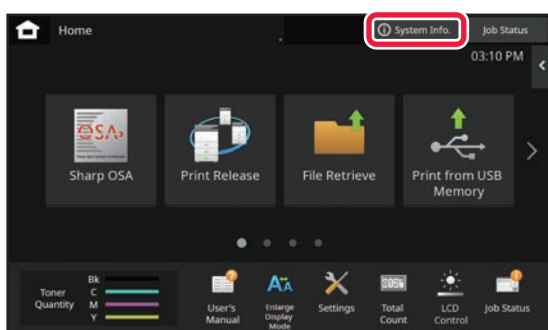 Home
System Info.
Job Status
03:10 PM
Sharp OSA
Print Release
File Retrieve
Print from USB
Memory
Toner
Quantity
Bk
C
M
Y
User's
Manual
Enlarge
Display
Mode
Settings
Total
Count
LCD
Control
Job Status